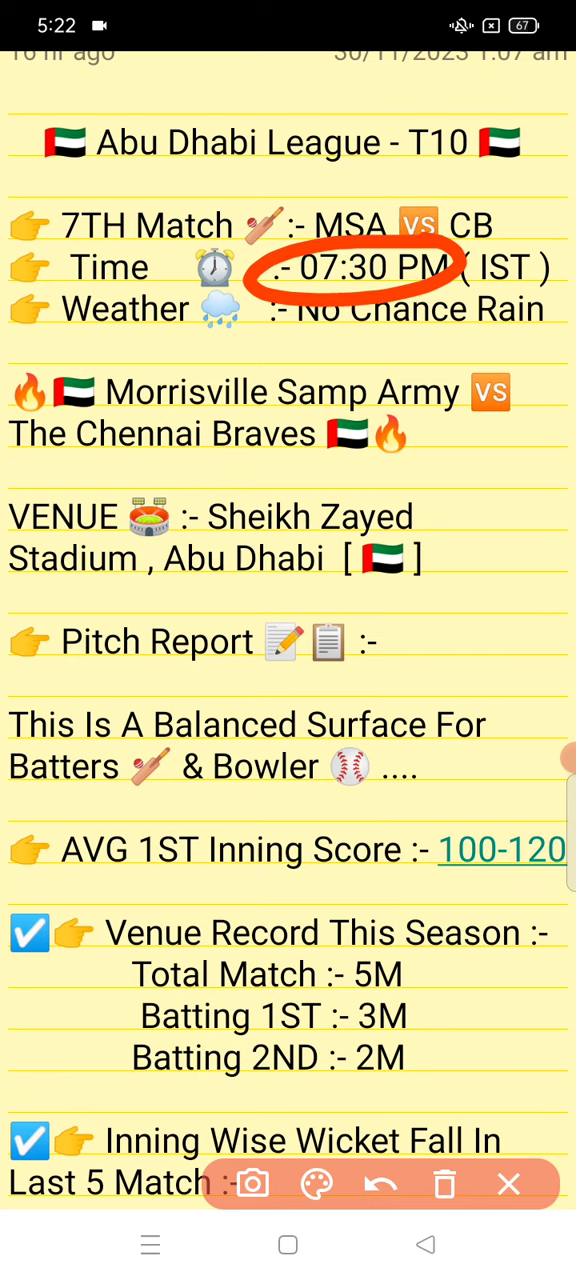 5:22 67
16 hr ago 30/11/2023 1:07 am
🇦🇪 Abu Dhabi League - T10 🇦🇪
👉 7TH Match 🏏 :- MSA 🆚 CB
👉 Time ⏰ :- 07:30 PM ( IST )
👉 Weather 🌧️ :- No Chance Rain
🔥🇦🇪 Morrisville Samp Army 🆚
The Chennai Braves 🇦🇪🔥
VENUE 🏟️ :- Sheikh Zayed
Stadium , Abu Dhabi [ 🇦🇪 ]
👉 Pitch Report 📝📋 :-
This Is A Balanced Surface For
Batters 🏏 & Bowler ⚾ ....
👉 AVG 1ST Inning Score :- 100-120
☑️👉 Venue Record This Season :-
Total Match :- 5M
Batting 1ST :- 3M
Batting 2ND :- 2M
☑️👉 Inning Wise Wicket Fall In
Last 5 Match :-